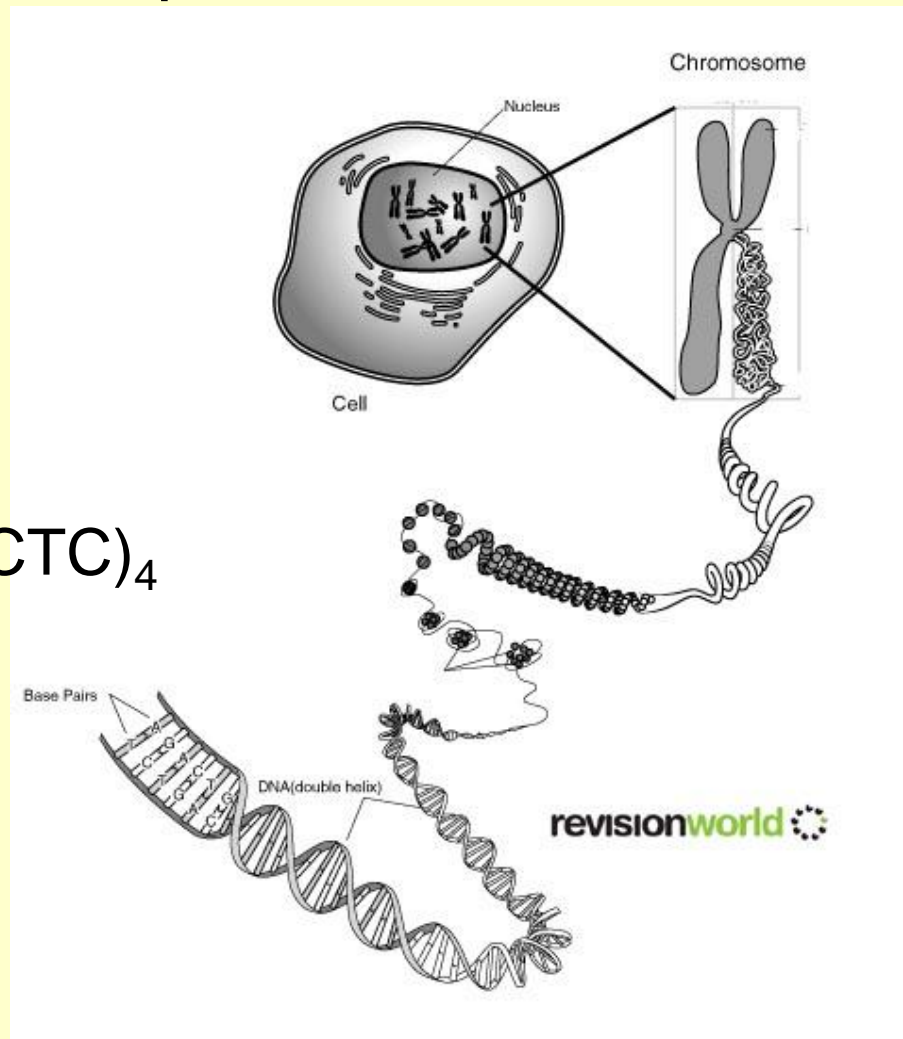 Chromosome
Nucleus
Cell
CTC)₄
Base Pairs
A
C G
A
G C T
A G
C
DNA(double helix)
revisionworld